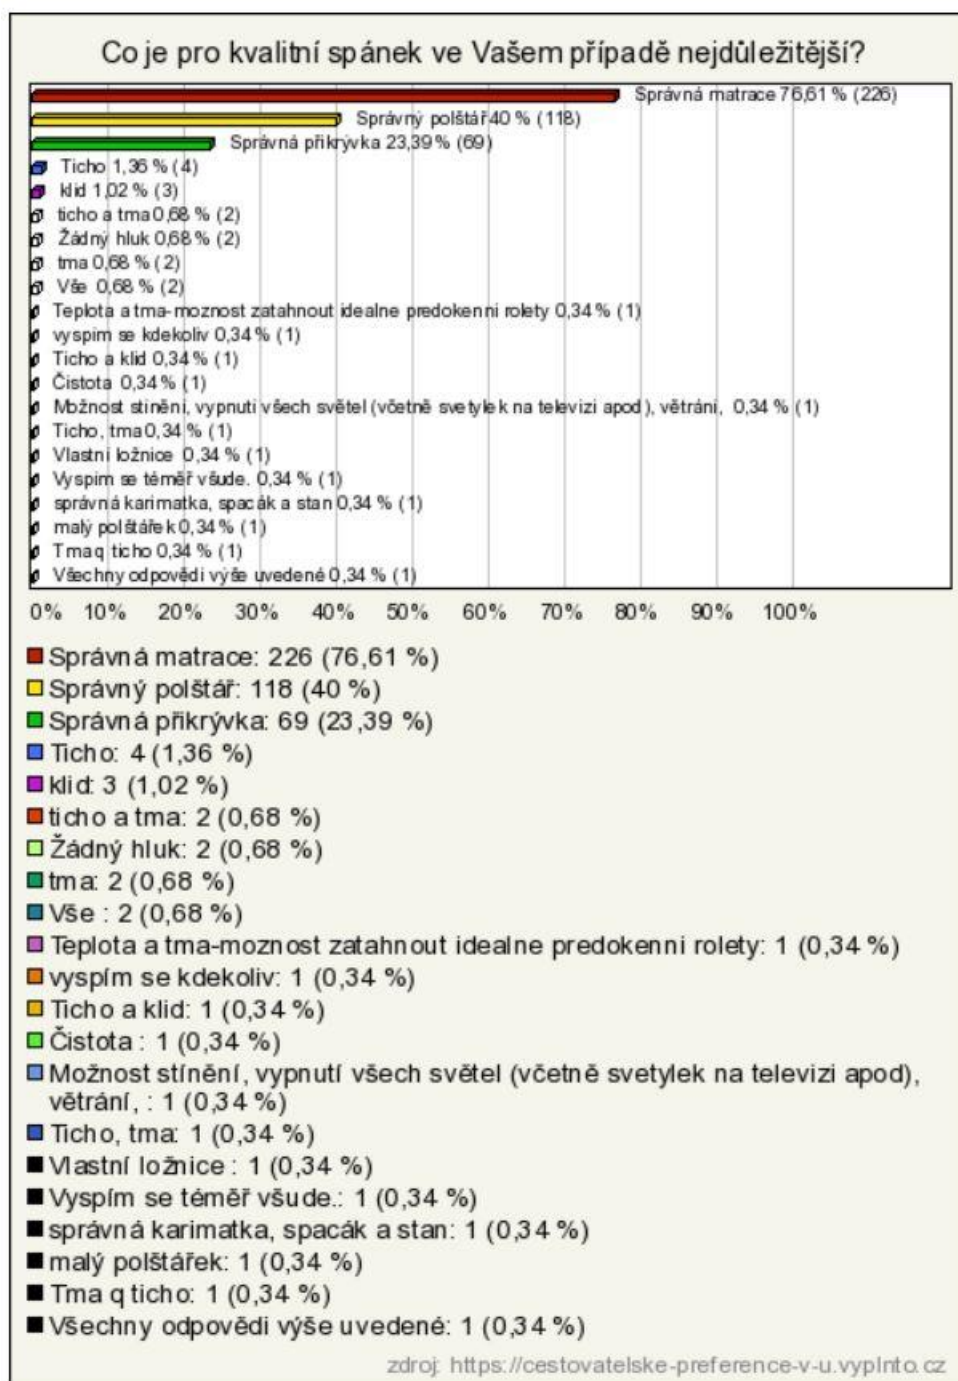 Co je pro kvalitní spánek ve Vašem případě nejdůležitější?
Správná matrace 76,61 % (226)
Správný polštář 40 % (118)
Správná přikrývka 23,39 % (69)
Ticho 1,36 % (4)
klid 1,02 % (3)
ticho a tma 0,68 % (2)
Žádný hluk 0,68 % (2)
tma 0,68 % (2)
Vše 0,68 % (2)
Teplota a tma-moznost zatahnout idealne predokenni rolety 0,34 % (1)
vyspím se kdekoliv 0,34 % (1)
Ticho a klid 0,34 % (1)
Čistota 0,34 % (1)
Možnost stínění, vypnutí všech světel (včetně svetylek na televizi apod), větrání, 0,34 % (1)
Ticho, tma 0,34 % (1)
Vlastní ložnice 0,34 % (1)
Vyspím se téměř všude. 0,34 % (1)
správná karimatka, spacák a stan 0,34 % (1)
malý polštářek 0,34 % (1)
Tma q ticho 0,34 % (1)
Všechny odpovědi výše uvedené 0,34 % (1)
0% 10% 20% 30% 40% 50% 60% 70% 80% 90% 100%
Správná matrace: 226 (76,61 %)
Správný polštář: 118 (40 %)
Správná přikrývka: 69 (23,39 %)
Ticho: 4 (1,36 %)
klid: 3 (1,02 %)
ticho a tma: 2 (0,68 %)
Žádný hluk: 2 (0,68 %)
tma: 2 (0,68 %)
Vše : 2 (0,68 %)
Teplota a tma-moznost zatahnout idealne predokenni rolety: 1 (0,34 %)
vyspím se kdekoliv: 1 (0,34 %)
Ticho a klid: 1 (0,34 %)
Čistota : 1 (0,34 %)
Možnost stínění, vypnutí všech světel (včetně svetylek na televizi apod),
větrání, : 1 (0,34 %)
Ticho, tma: 1 (0,34 %)
Vlastní ložnice : 1 (0,34 %)
Vyspím se téměř všude.: 1 (0,34 %)
správná karimatka, spacák a stan: 1 (0,34 %)
malý polštářek: 1 (0,34 %)
Tma q ticho: 1 (0,34 %)
Všechny odpovědi výše uvedené: 1 (0,34 %)
zdroj: https://cestovatelske-preference-v-u.vyplnto.cz